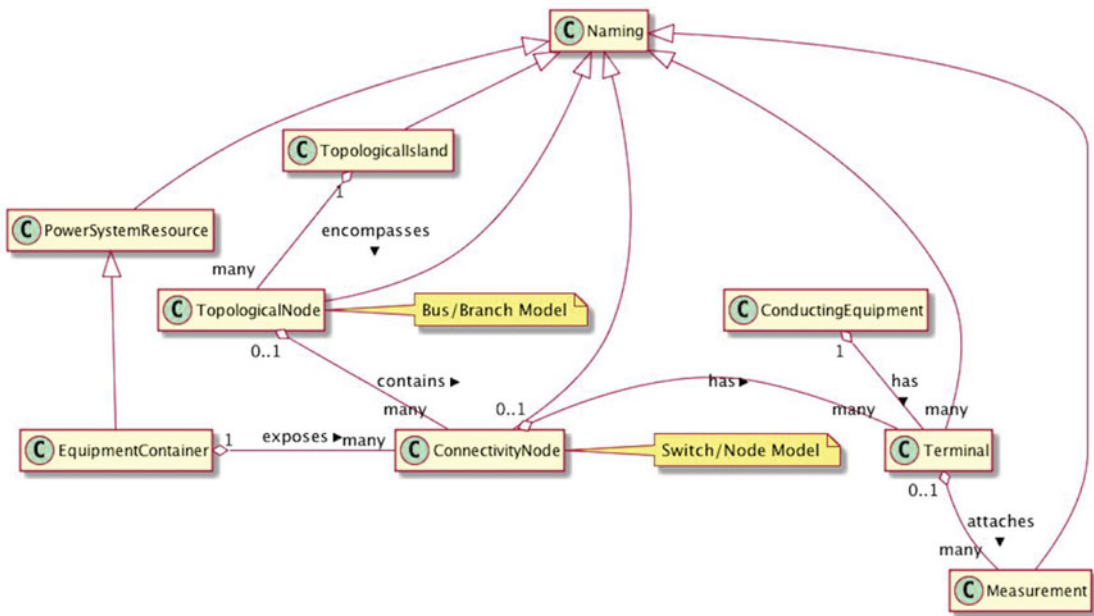 C Naming
C TopologicalIsland
1
C PowerSystemResource
encompasses
many
C TopologicalNode
Bus/Branch Model
C ConductingEquipment
0..1
1
contains
has
has
many
0..1
many
many
C EquipmentContainer
1
exposes
many
C ConnectivityNode
Switch/Node Model
C Terminal
0..1
attaches
many
C Measurement